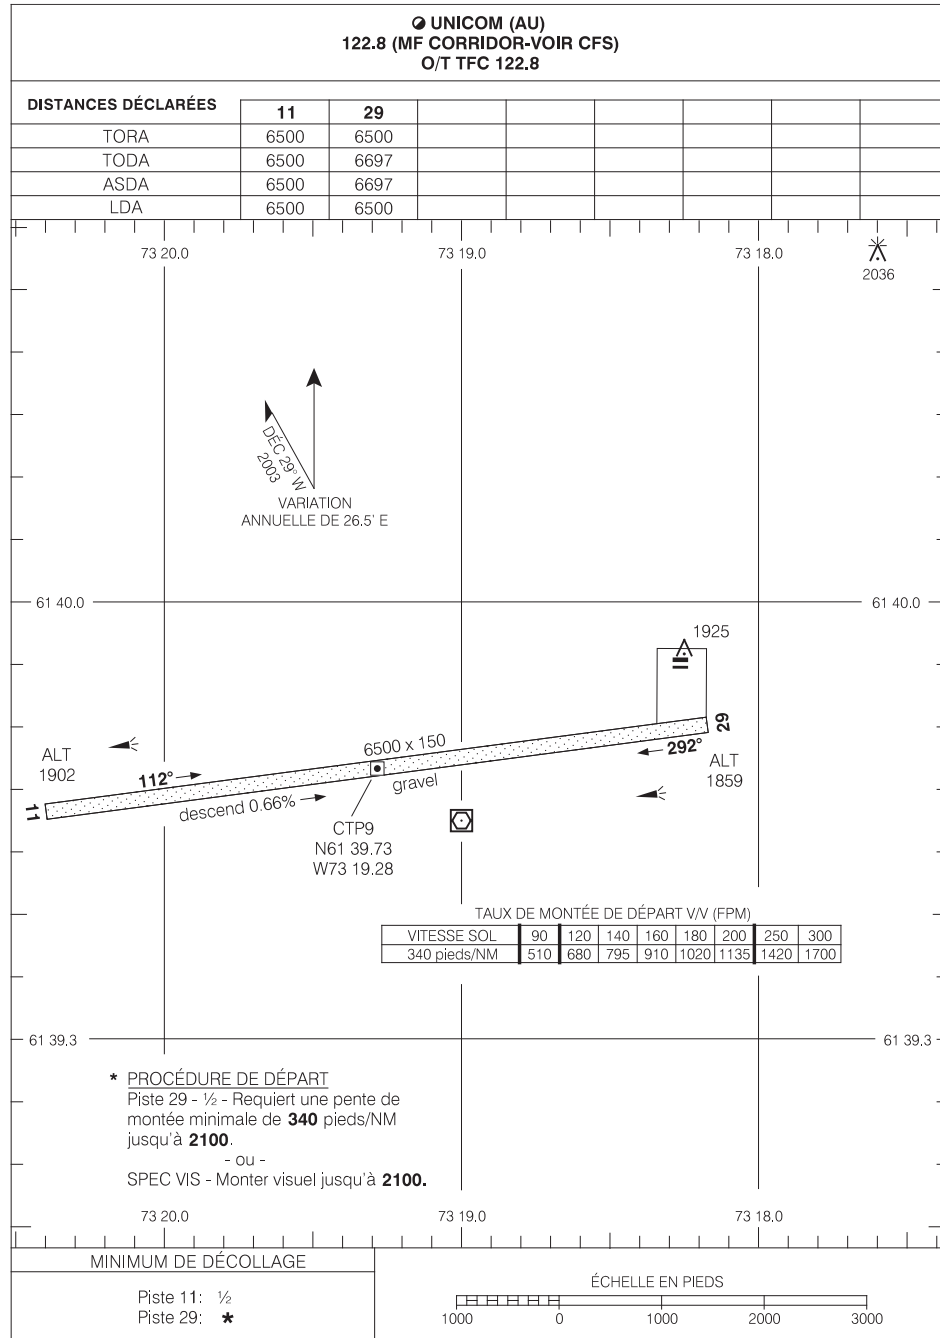 UNICOM (AU)
122.8 (MF CORRIDOR-VOIR CFS)
O/T TFC 122.8
DISTANCES DÉCLARÉES 11 29
TORA 6500 6500
TODA 6500 6697
ASDA 6500 6697
LDA 6500 6500
73 20.0 73 19.0 73 18.0
2036
DÉC 29° W
2003
VARIATION
ANNUELLE DE 26.5' E
61 40.0 61 40.0
1925
29
6500 x 150
292°
ALT
1859
ALT
1902
112°
gravel
descend 0.66%
11
CTP9
N61 39.73
W73 19.28
TAUX DE MONTÉE DE DÉPART V/V (FPM)
VITESSE SOL 90 120 140 160 180 200 250 300
340 pieds/NM 510 680 795 910 1020 1135 1420 1700
61 39.3 61 39.3
* PROCÉDURE DE DÉPART
Piste 29 - ½ - Requiert une pente de
montée minimale de 340 pieds/NM
jusqu'à 2100.
- ou -
SPEC VIS - Monter visuel jusqu'à 2100.
73 20.0 73 19.0 73 18.0
MINIMUM DE DÉCOLLAGE
Piste 11: ½
Piste 29: *
ÉCHELLE EN PIEDS
1000 0 1000 2000 3000